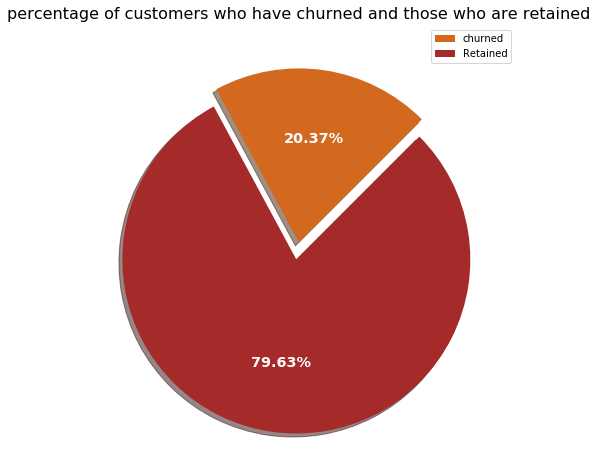 percentage of customers who have churned and those who are retained
churned
Retained
20.37%
79.63%